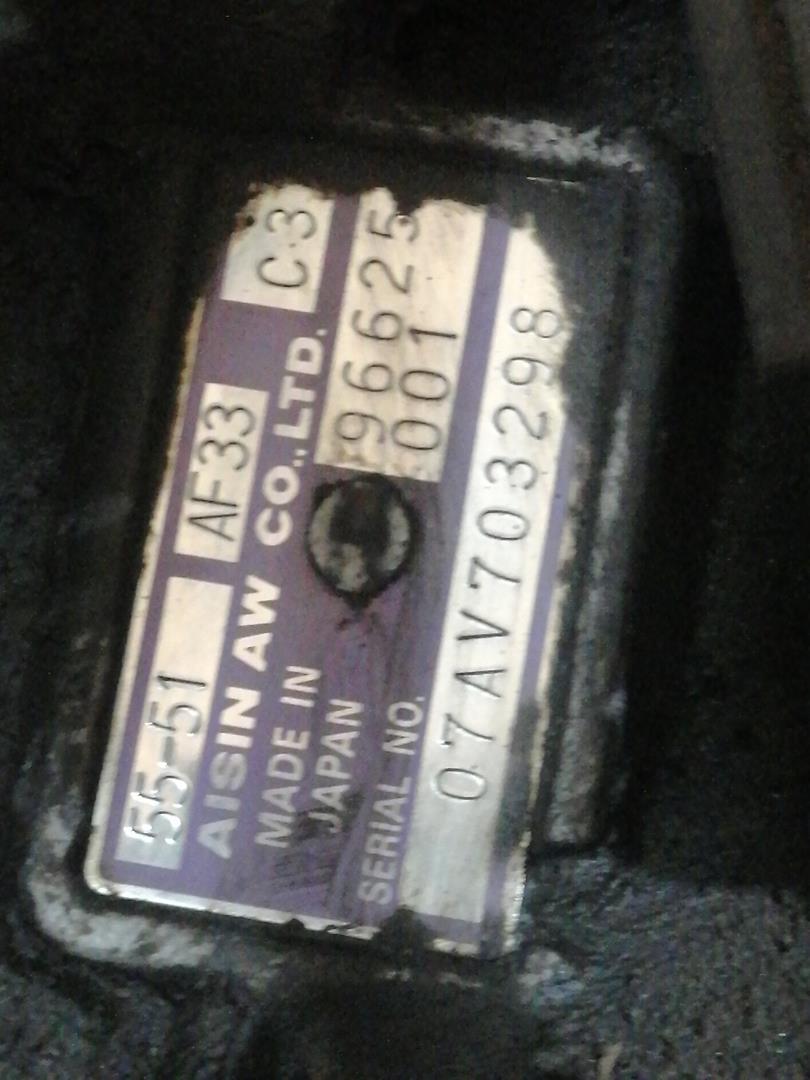 55-51 AF33 C3
AISIN AW CO., LTD.
MADE IN
JAPAN
96625
001
SERIAL NO.
07AV703298